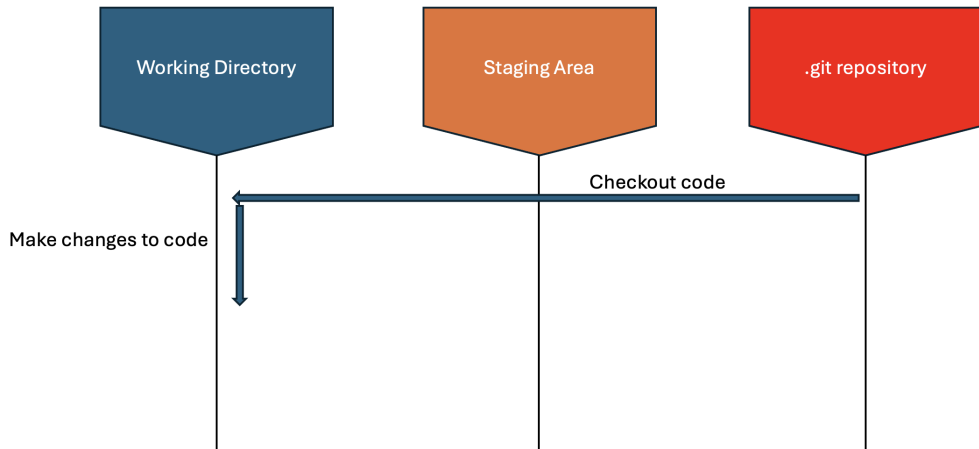 Working Directory
Staging Area
.git repository
Checkout code
Make changes to code